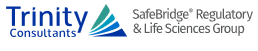 Trinity
Consultants
SafeBridge® Regulatory
& Life Sciences Group